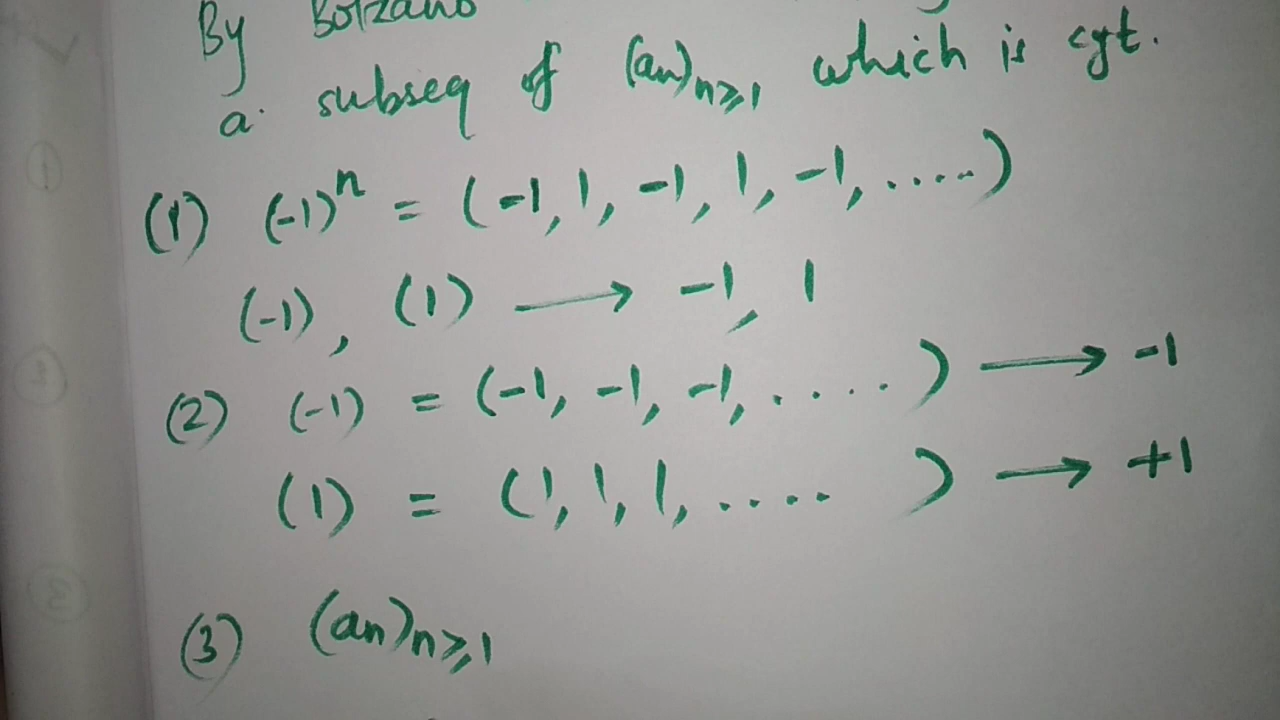 By Bolzano
a subseq of (an)n≥1 which is cgt.
(1) (-1)^n = (-1, 1, -1, 1, -1, .....)
(-1), (1) ⟶ -1, 1
(2) (-1) = (-1, -1, -1, ....) ⟶ -1
(1) = (1, 1, 1, ....) ⟶ +1
(3) (an)n≥1